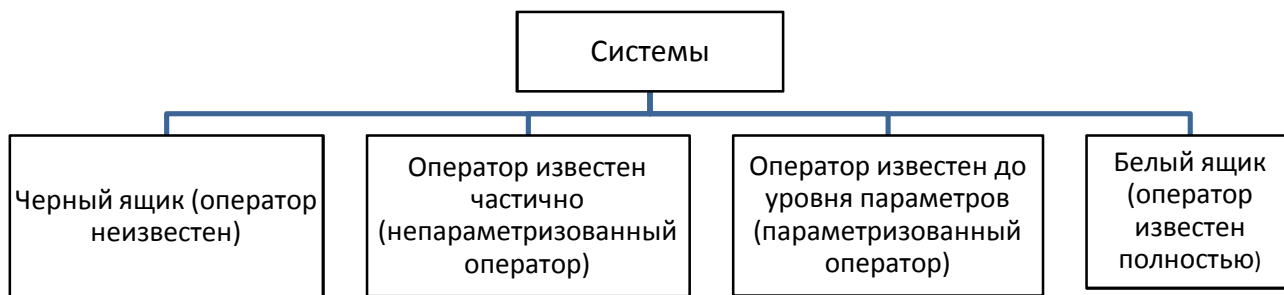 Системы
Черный ящик (оператор
неизвестен)
Оператор известен
частично
(непараметризованный
оператор)
Оператор известен до
уровня параметров
(параметризованный
оператор)
Белый ящик
(оператор
известен
полностью)